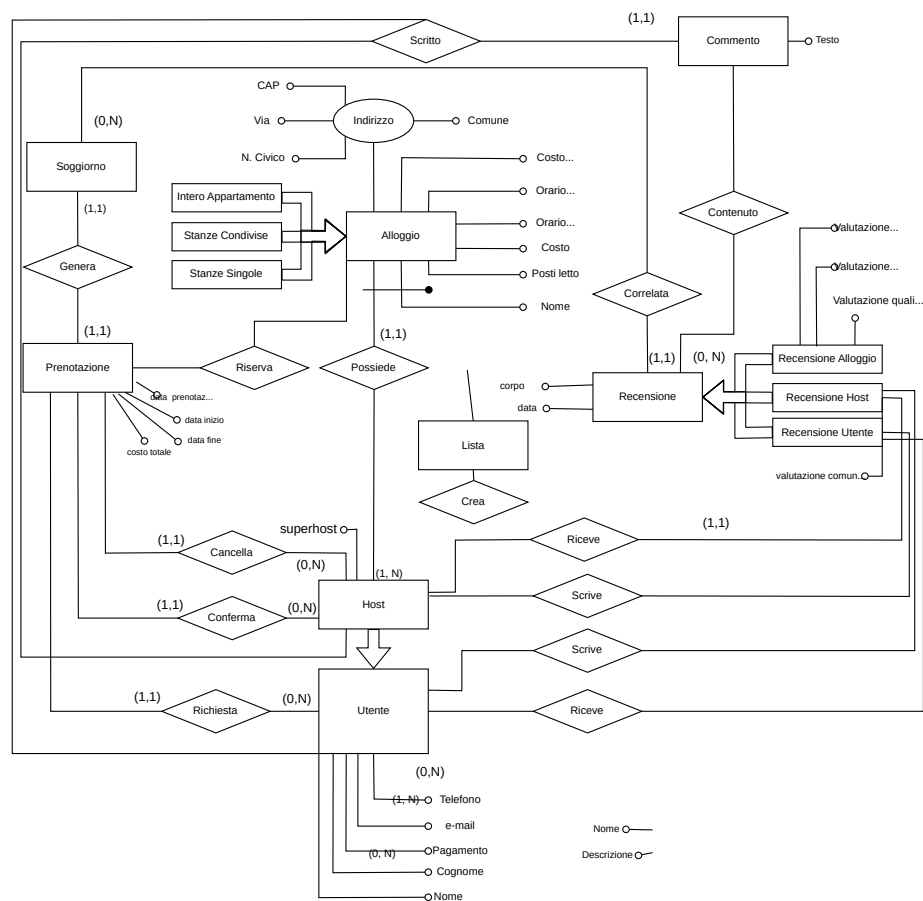 (1,1)
Scritto
Commento
Testo
CAP
(0,N)
Via
Indirizzo
Comune
N. Civico
Costo...
Soggiorno
Intero Appartamento
Orario...
(1,1)
Contenuto
Stanze Condivise
Alloggio
Orario...
Valutazione...
Costo
Genera
Stanze Singole
Posti letto
Valutazione...
Correlata
Valutazione quali...
Nome
(1,1)
(1,1)
(1,1)
(0, N)
Recensione Alloggio
Prenotazione
Riserva
Possiede
corpo
Recensione
Recensione Host
data prenotaz...
data
data inizio
Recensione Utente
data fine
Lista
costo totale
valutazione comun...
Crea
superhost
(1,1)
(1,1)
Riceve
Cancella
(0,N)
(1, N)
Scrive
(1,1)
(0,N)
Host
Conferma
Scrive
(1,1)
(0,N)
Richiesta
Utente
Riceve
(0,N)
(1, N)
Telefono
e-mail
Nome
(0, N)
Pagamento
Descrizione
Cognome
Nome